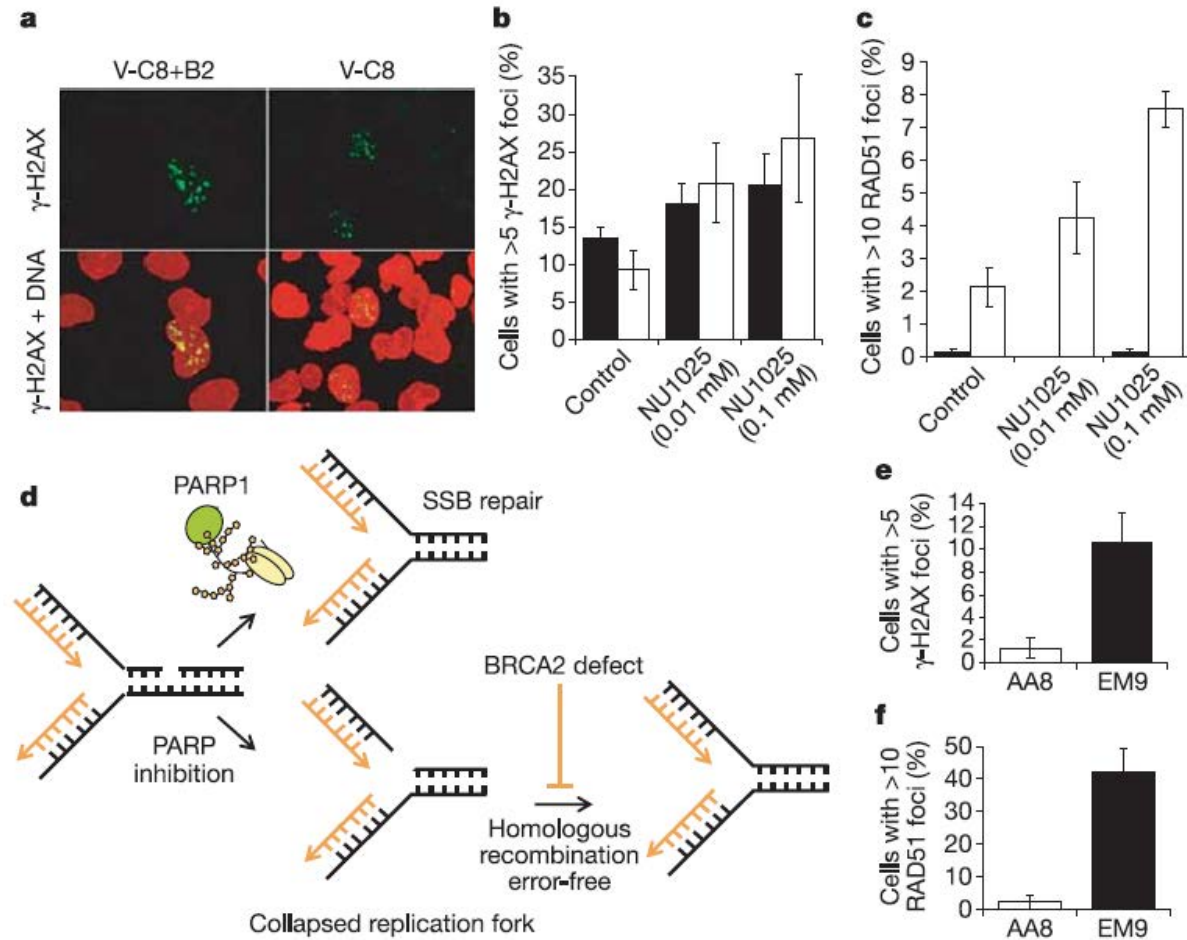 a
V-C8+B2
V-C8
γ-H2AX
γ-H2AX + DNA
b
Cells with >5 γ-H2AX foci (%)
35
30
25
20
15
10
5
0
Control
NU1025
(0.01 mM)
NU1025
(0.1 mM)
c
Cells with >10 RAD51 foci (%)
9
8
7
6
5
4
3
2
1
0
Control
NU1025
(0.01 mM)
NU1025
(0.1 mM)
d
PARP1
SSB repair
PARP
inhibition
BRCA2 defect
Homologous
recombination
error-free
Collapsed replication fork
e
Cells with >5
γ-H2AX foci (%)
14
12
10
8
6
4
2
0
AA8
EM9
f
Cells with >10
RAD51 foci (%)
50
40
30
20
10
0
AA8
EM9